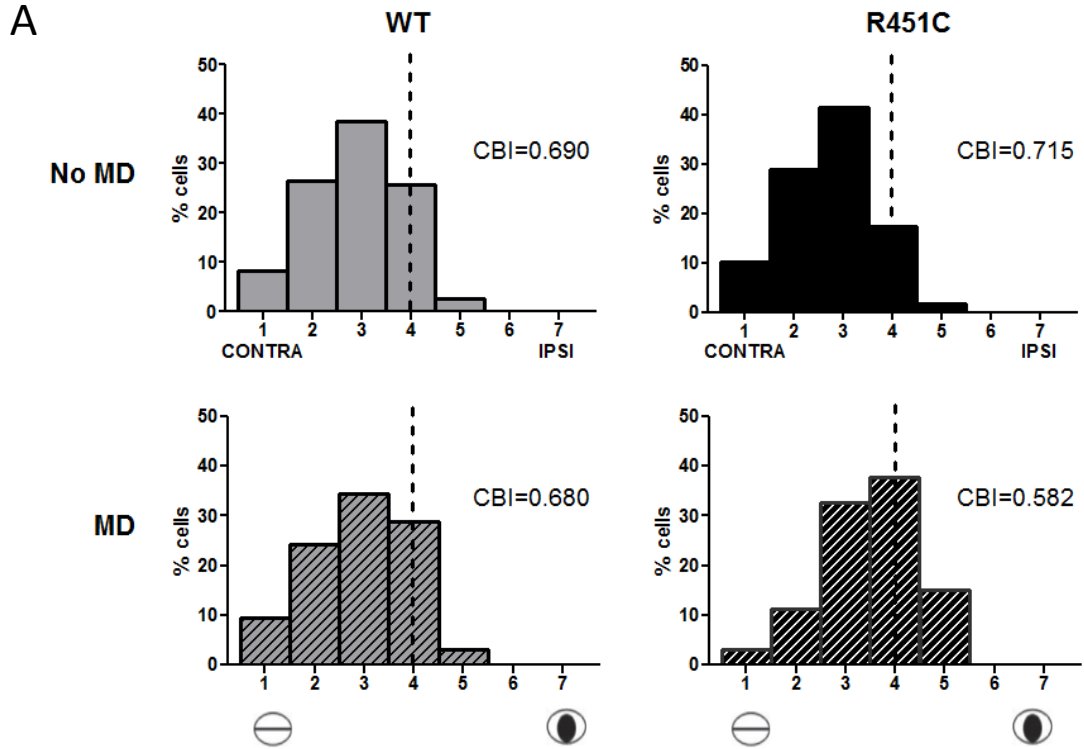 A
WT
R451C
No MD
% cells
50
40
30
20
10
0
CBI=0.690
1 2 3 4 5 6 7
CONTRA IPSI
% cells
50
40
30
20
10
0
CBI=0.715
1 2 3 4 5 6 7
CONTRA IPSI
MD
% cells
50
40
30
20
10
0
CBI=0.680
1 2 3 4 5 6 7
% cells
50
40
30
20
10
0
CBI=0.582
1 2 3 4 5 6 7